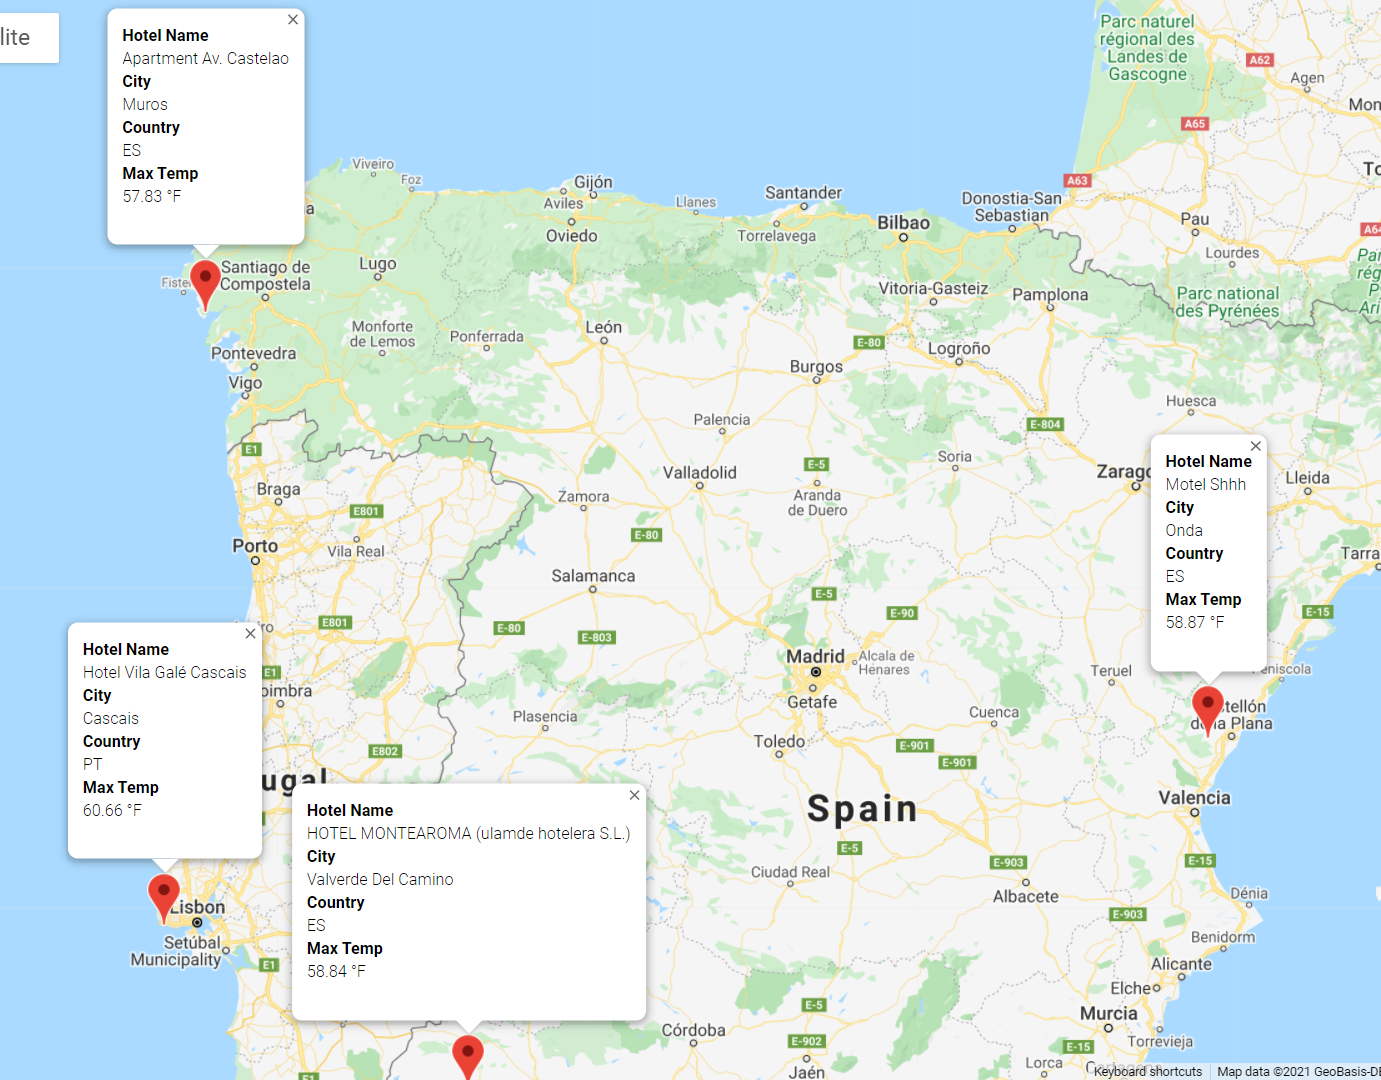 lite
Hotel Name
Apartment Av. Castelao
City
Muros
Country
ES
Max Temp
57.83 °F
Parc naturel
régional des
Landes de
Gascogne
A62
Agen
Mon
A65
A63
Viveiro
Foz
Gijón
Aviles
Oviedo
Llanes
Santander
Torrelavega
Bilbao
Donostia-San
Sebastian
Pau
A64
Lourdes
Santiago de
Compostela
Lugo
Vitoria-Gasteiz
Pamplona
Parc national
des Pyrénées
Monforte
de Lemos
Ponferrada
León
E-80
Logroño
Burgos
Pontevedra
Vigo
Palencia
Huesca
E-804
E1
Hotel Name
Motel Shhh
City
Onda
Country
ES
Max Temp
58.87 °F
Valladolid
E-5
Soria
Zarag
Lleida
Braga
Zamora
Aranda
de Duero
E801
Vila Real
E-80
Porto
Tarra
Salamanca
E-5
E-90
E-15
E801
E-80
E-803
Hotel Name
Hotel Vila Galé Cascais
City
Cascais
Country
PT
Max Temp
60.66 °F
E1
Madrid
Alcala de
Henares
Getafe
Teruel
Plasencia
Cuenca
E802
Toledo
E-901
E-901
Hotel Name
HOTEL MONTEAROMA (ulamde hotelera S.L.)
City
Valverde Del Camino
Country
ES
Max Temp
58.84 °F
Spain
Valencia
E-5
E-903
E-15
Ciudad Real
Albacete
Dénia
E-903
Lisbon
Benidorm
Setúbal
Municipality
E1
Alicante
Elche
E-5
Murcia
Córdoba
E-902
E-15
Torrevieja
Lorca
Jaén
E1
Keyboard shortcuts
Map data ©2021 GeoBasis-DE